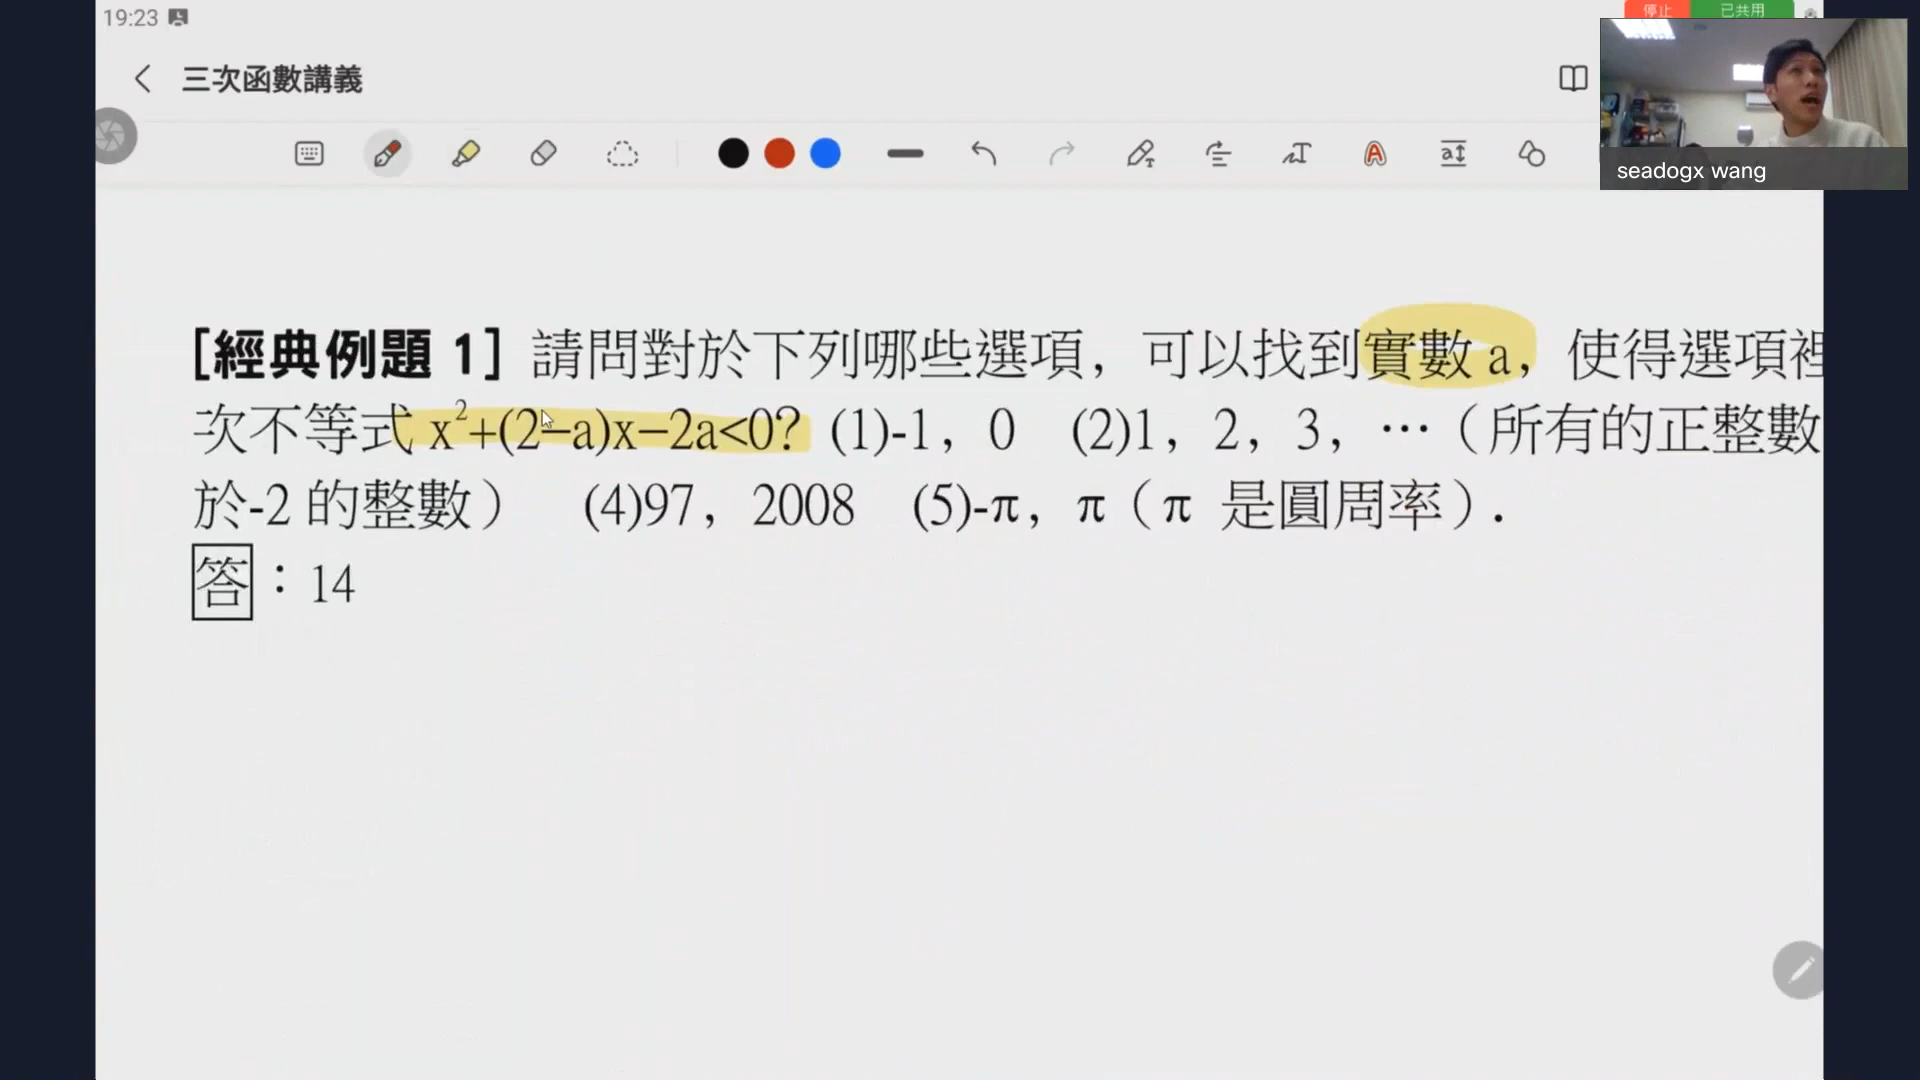 19:23
停止 已共用
三次函數講義
seadogx wang
[經典例題 1] 請問對於下列哪些選項，可以找到實數 a，使得選項裡
次不等式 x²+(2−a)x−2a<0? (1)-1，0 (2)1，2，3，⋯（所有的正整數
於-2 的整數） (4)97，2008 (5)-π，π（π 是圓周率）.
答：14